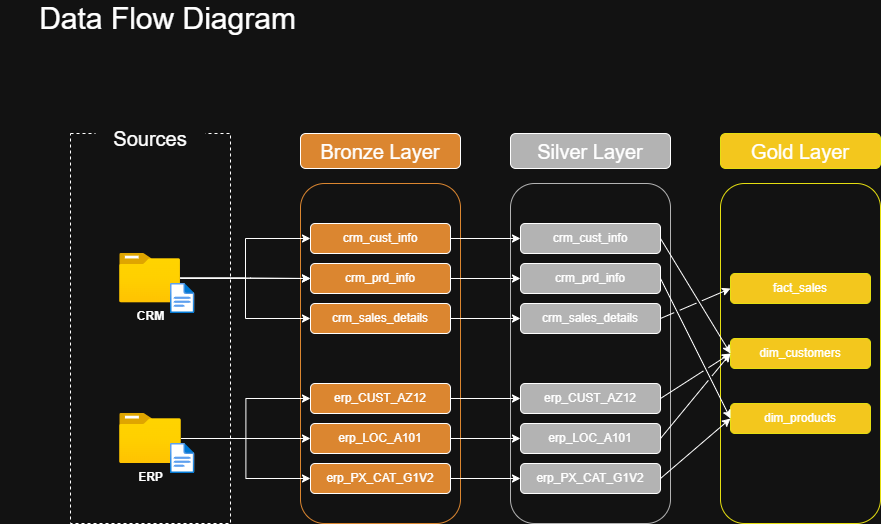 Data Flow Diagram
Sources
Bronze Layer
Silver Layer
Gold Layer
CRM
ERP
crm_cust_info
crm_prd_info
crm_sales_details
erp_CUST_AZ12
erp_LOC_A101
erp_PX_CAT_G1V2
crm_cust_info
crm_prd_info
crm_sales_details
erp_CUST_AZ12
erp_LOC_A101
erp_PX_CAT_G1V2
fact_sales
dim_customers
dim_products